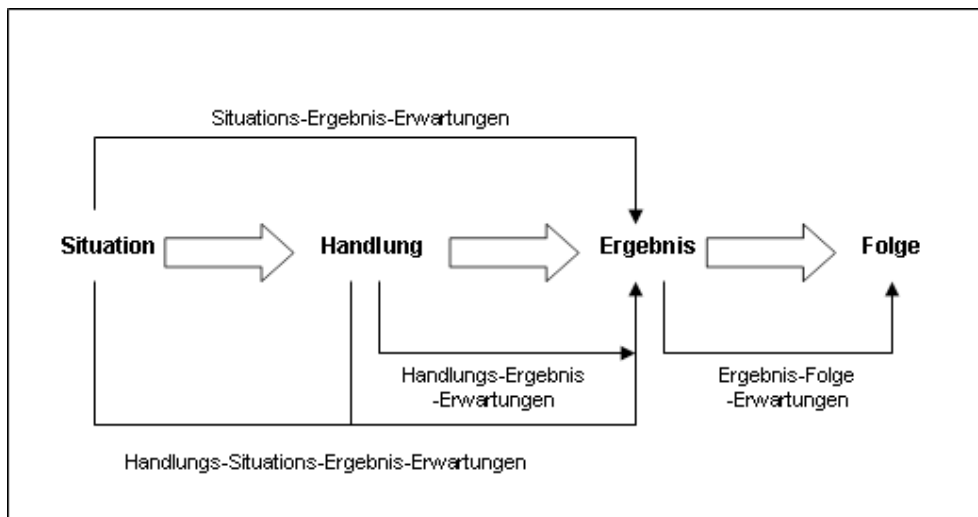 Situations-Ergebnis-Erwartungen
Situation
Handlung
Ergebnis
Folge
Handlungs-Ergebnis
-Erwartungen
Ergebnis-Folge
-Erwartungen
Handlungs-Situations-Ergebnis-Erwartungen